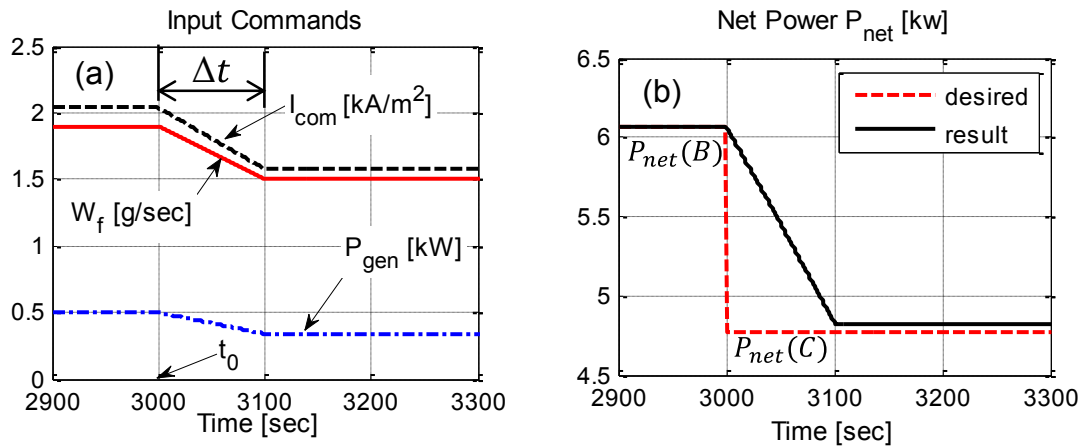 Input Commands
2.5
2
1.5
1
0.5
0
(a)
Δt
I_com [kA/m²]
W_f [g/sec]
P_gen [kW]
t_0
2900 3000 3100 3200 3300
Time [sec]
Net Power P_net [kw]
6.5
6
5.5
5
4.5
(b)
desired
result
P_net(B)
P_net(C)
2900 3000 3100 3200 3300
Time [sec]